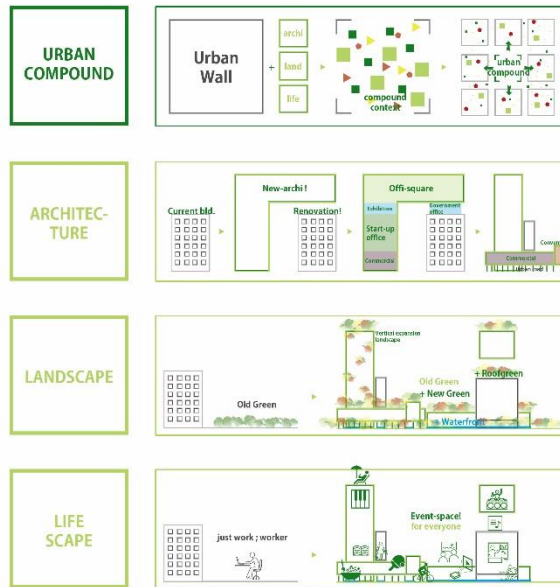 URBAN
COMPOUND
Urban
Wall
+
archi
land
life
compound
context
urban
compound
ARCHITEC-
TURE
Current bld.
New-archi !
Renovation!
Offi-square
Exhibition
Start-up
office
Commercial
Government
office
Commercial
LANDSCAPE
Old Green
Vertical expansion
landscape
Old Green
+ New Green
+ Roofgreen
+ Waterfront
LIFE
SCAPE
just work ; worker
Event-space!
for everyone